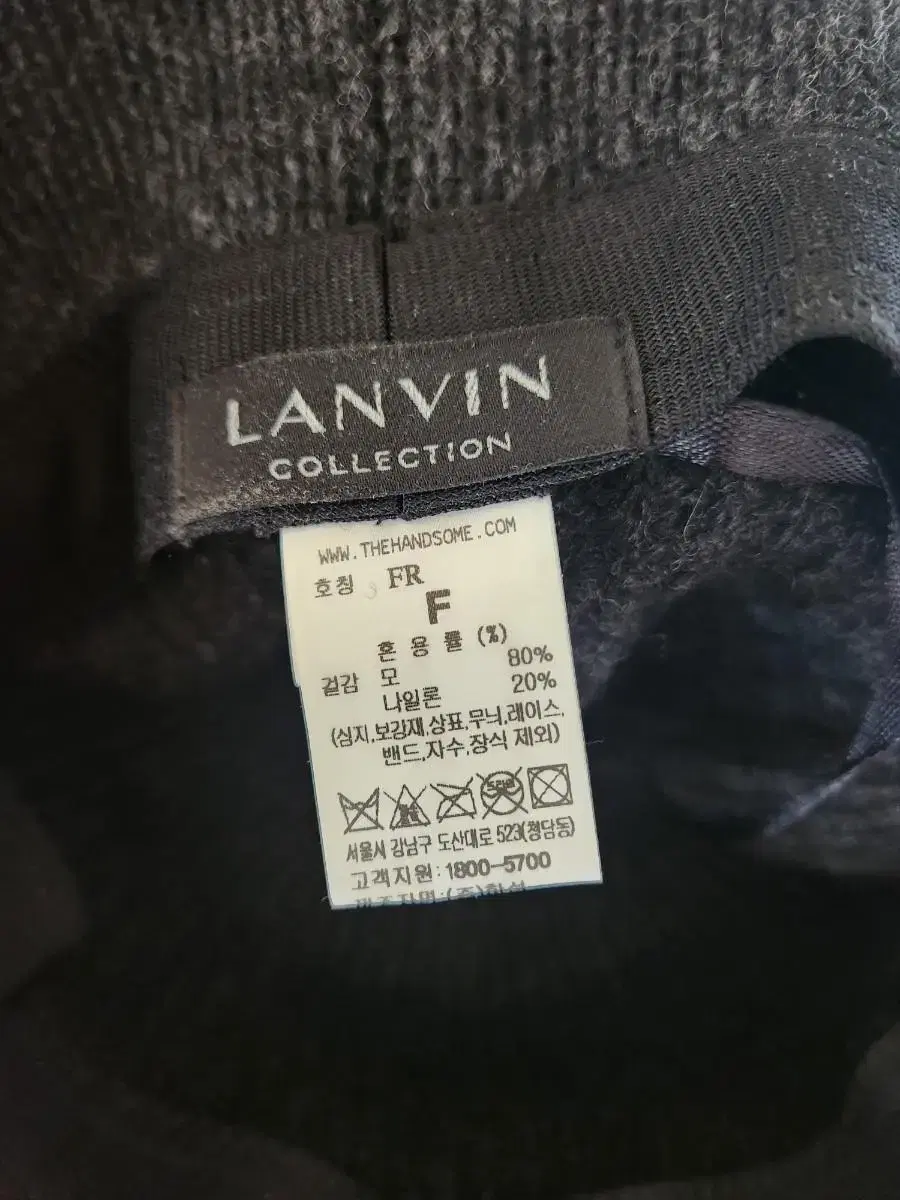 LANVIN
COLLECTION
WWW.THEHANDSOME.COM
호칭 FR
F
혼 용 률 (%)
겉감 모 80%
나일론 20%
(심지,보강재,상표,무늬,레이스,
밴드,자수,장식 제외)
서울시 강남구 도산대로 523(청담동)
고객지원: 1800-5700